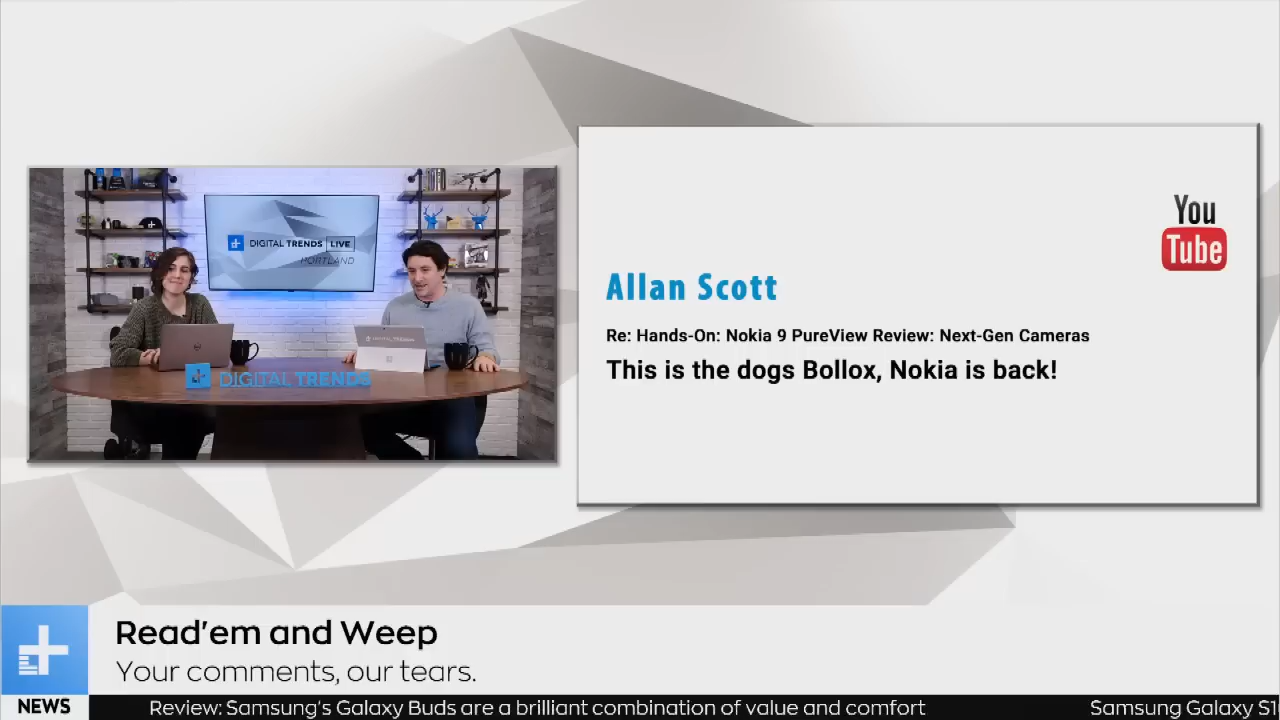 DIGITAL TRENDS LIVE
PORTLAND
DIGITAL TRENDS
You
Tube
Allan Scott
Re: Hands-On: Nokia 9 PureView Review: Next-Gen Cameras
This is the dogs Bollox, Nokia is back!
Read'em and Weep
Your comments, our tears.
NEWS
Review: Samsung's Galaxy Buds are a brilliant combination of value and comfort
Samsung Galaxy S1